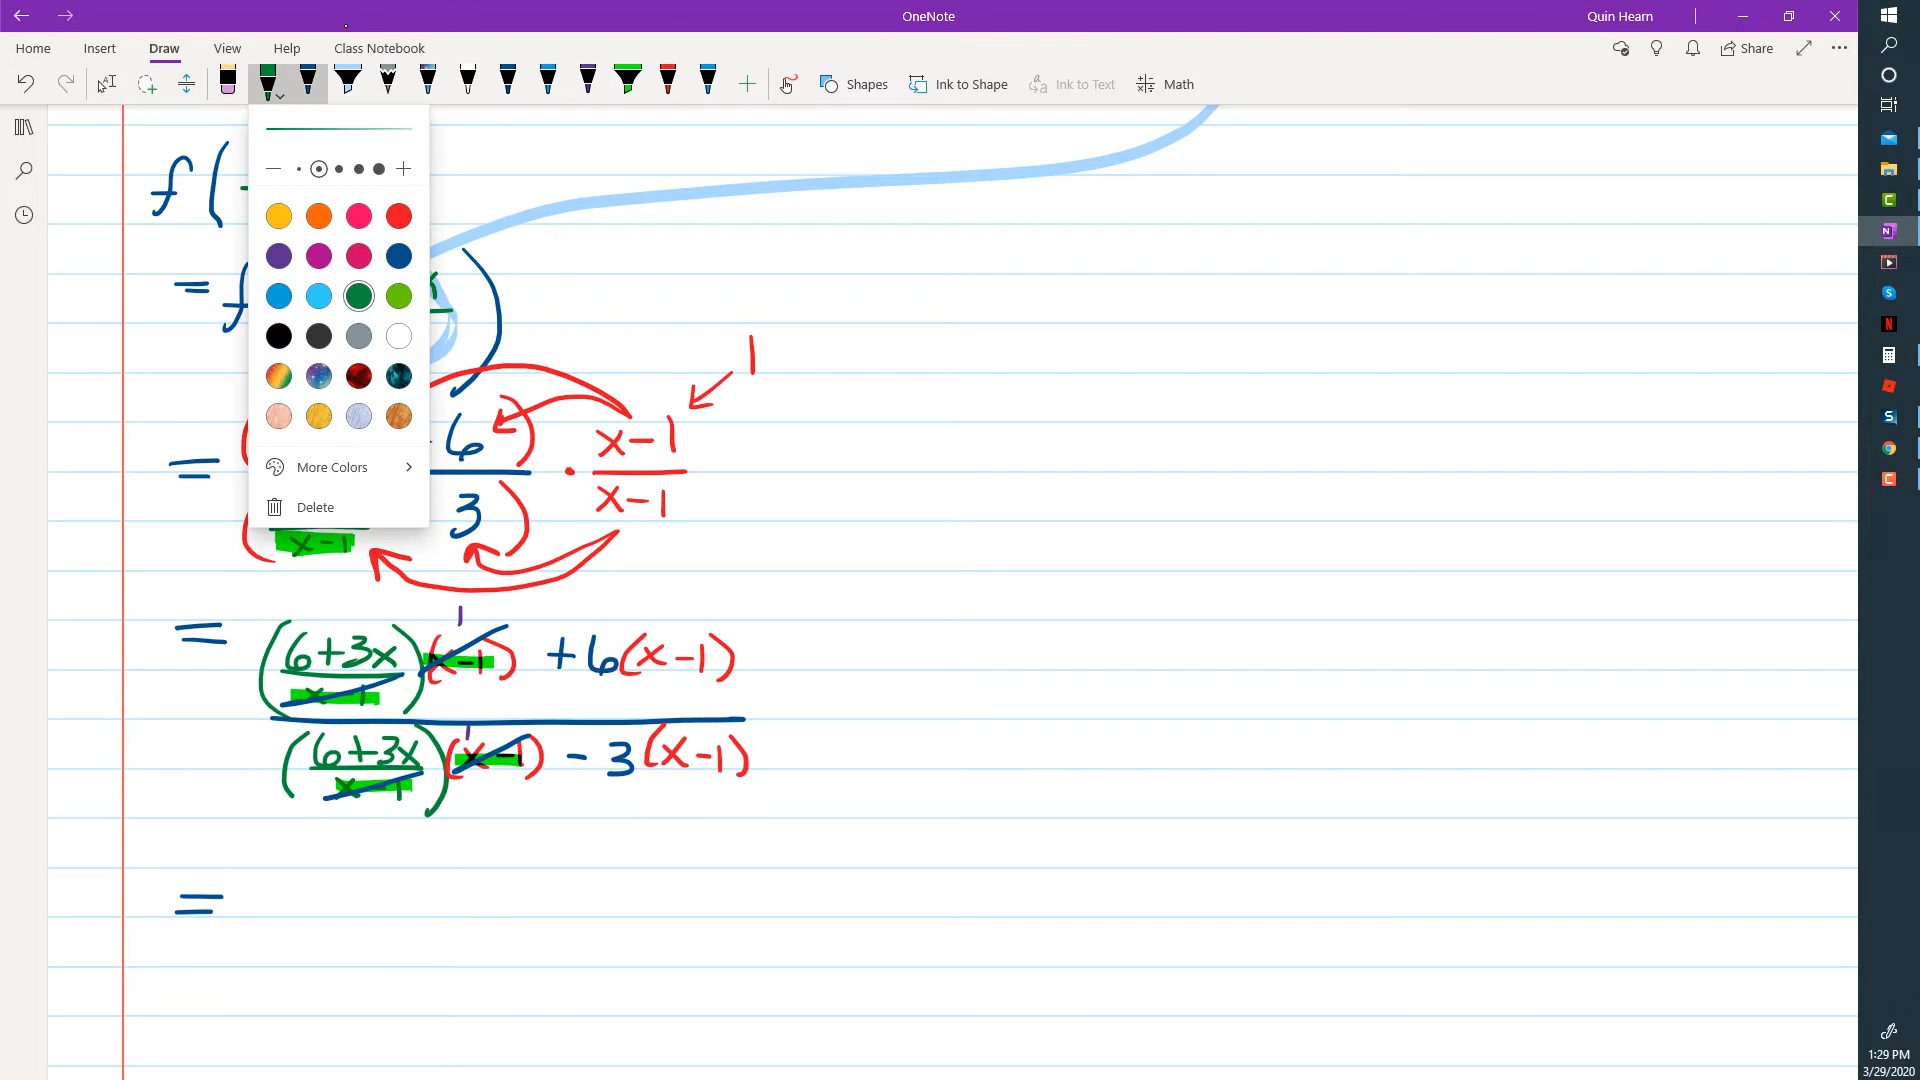 OneNote
Quin Hearn
Home Insert Draw View Help Class Notebook
Share
Shapes Ink to Shape Ink to Text Math
f(
= f )
More Colors
Delete
1
= 6 ) · x-1
3 ) x-1
x-1
1
= (6+3x)(x-1) + 6(x-1)
x-1
1
(6+3x)(x-1) - 3(x-1)
x-1
=
1:29 PM
3/29/2020